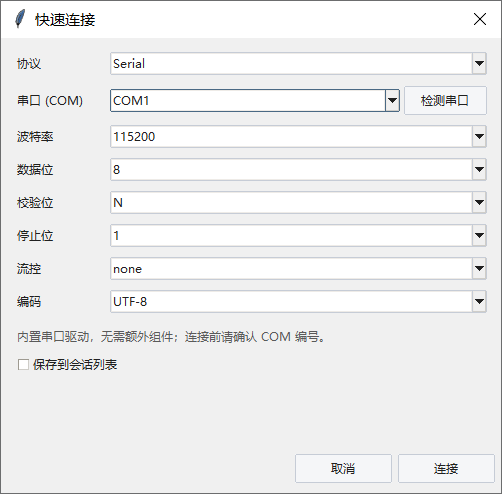 快速连接
协议 Serial
串口 (COM) COM1 检测串口
波特率 115200
数据位 8
校验位 N
停止位 1
流控 none
编码 UTF-8
内置串口驱动，无需额外组件；连接前请确认 COM 编号。
保存到会话列表
取消 连接